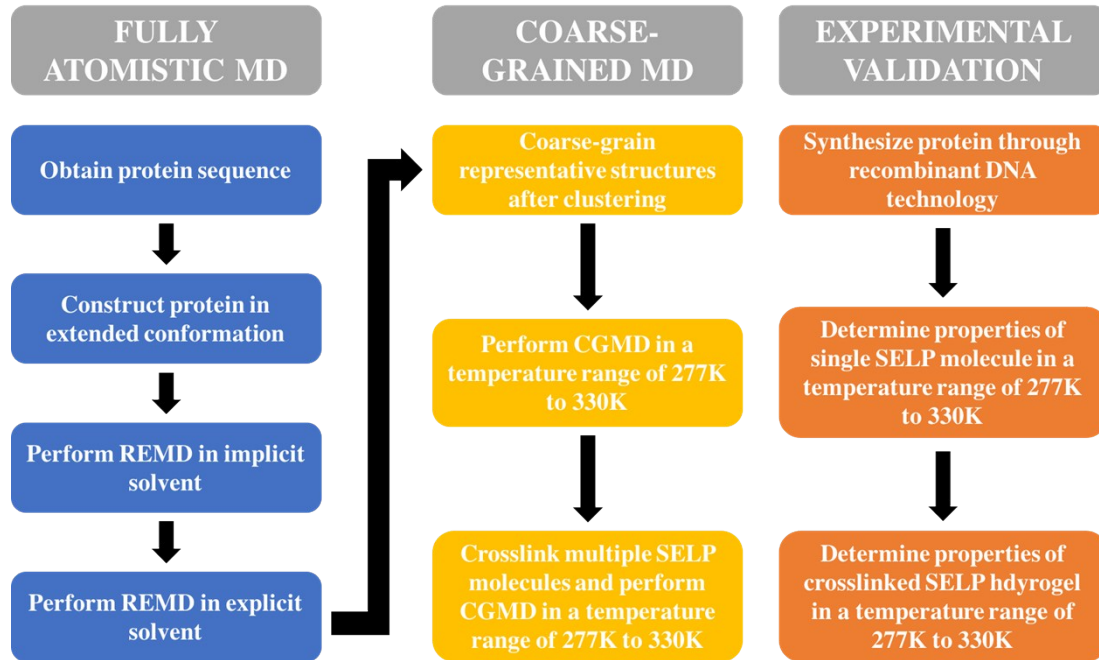 FULLY
ATOMISTIC MD
Obtain protein sequence
Construct protein in
extended conformation
Perform REMD in implicit
solvent
Perform REMD in explicit
solvent
COARSE-
GRAINED MD
Coarse-grain
representative structures
after clustering
Perform CGMD in a
temperature range of 277K
to 330K
Crosslink multiple SELP
molecules and perform
CGMD in a temperature
range of 277K to 330K
EXPERIMENTAL
VALIDATION
Synthesize protein through
recombinant DNA
technology
Determine properties of
single SELP molecule in a
temperature range of 277K
to 330K
Determine properties of
crosslinked SELP hdyrogel
in a temperature range of
277K to 330K